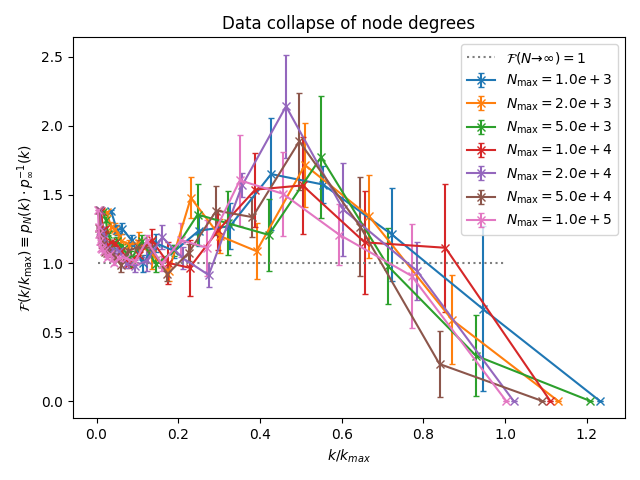 Data collapse of node degrees
2.5
2.0
1.5
1.0
0.5
0.0
ℱ(k/k_max) ≡ p_N(k) · p_∞^{-1}(k)
ℱ(N→∞) = 1
N_max = 1.0e + 3
N_max = 2.0e + 3
N_max = 5.0e + 3
N_max = 1.0e + 4
N_max = 2.0e + 4
N_max = 5.0e + 4
N_max = 1.0e + 5
0.0 0.2 0.4 0.6 0.8 1.0 1.2
k/k_max